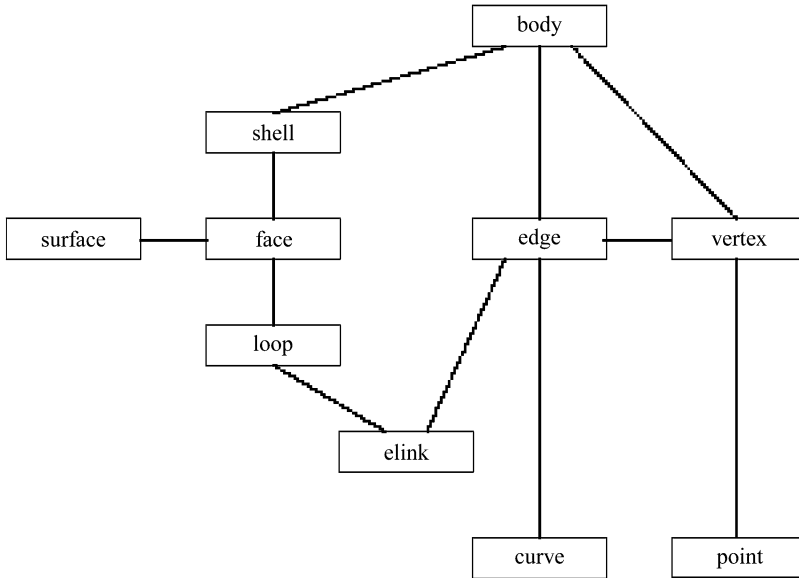 body
shell
surface
face
edge
vertex
loop
elink
curve
point